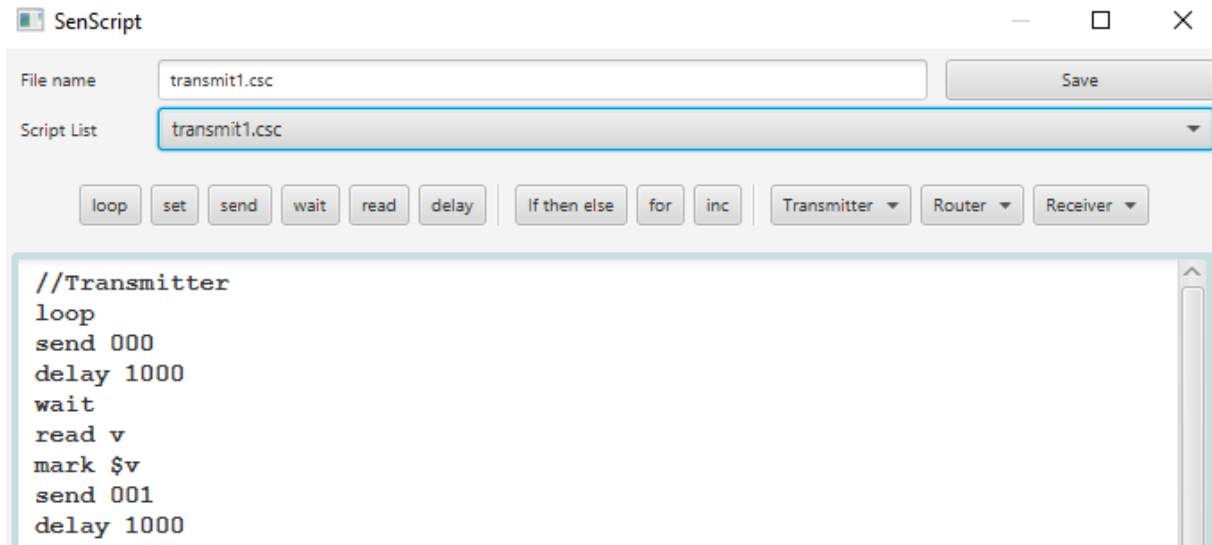 SenScript
File name transmit1.csc Save
Script List transmit1.csc
loop set send wait read delay If then else for inc Transmitter Router Receiver
//Transmitter
loop
send 000
delay 1000
wait
read v
mark $v
send 001
delay 1000